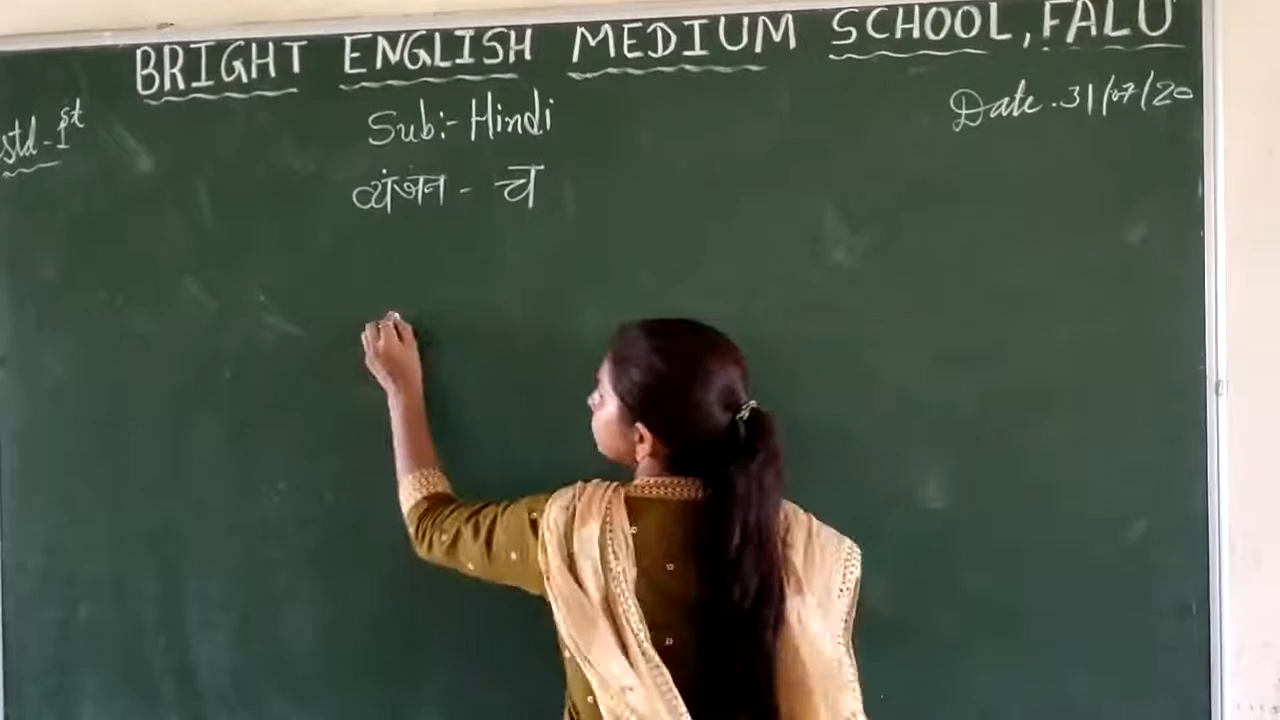 BRIGHT ENGLISH MEDIUM SCHOOL, FALU
std - 1st
Sub:- Hindi
Date . 31/07/20
व्यंजन - च